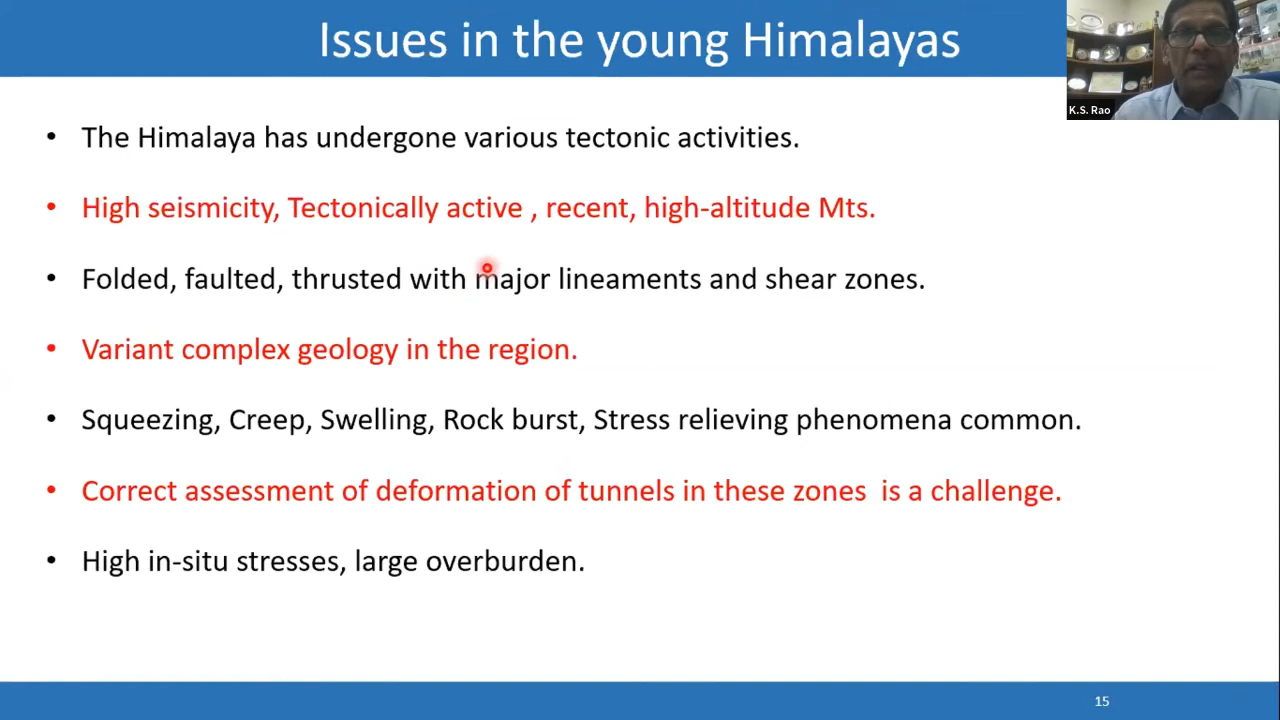 Issues in the young Himalayas
K.S. Rao
• The Himalaya has undergone various tectonic activities.
• High seismicity, Tectonically active , recent, high-altitude Mts.
• Folded, faulted, thrusted with major lineaments and shear zones.
• Variant complex geology in the region.
• Squeezing, Creep, Swelling, Rock burst, Stress relieving phenomena common.
• Correct assessment of deformation of tunnels in these zones  is a challenge.
• High in-situ stresses, large overburden.
15